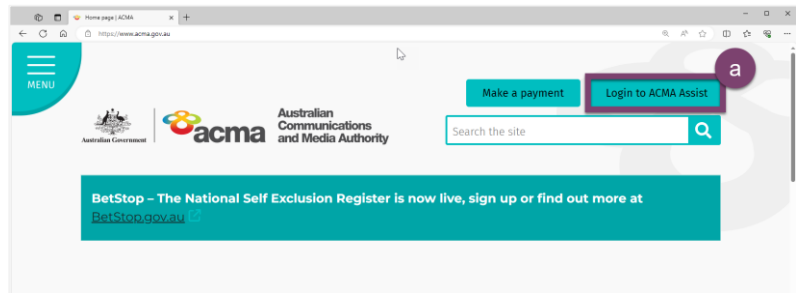 Home page | ACMA
https://www.acma.gov.au
MENU
Make a payment
Login to ACMA Assist
a
Australian Government
acma
Australian
Communications
and Media Authority
Search the site
BetStop – The National Self Exclusion Register is now live, sign up or find out more at
BetStop.gov.au